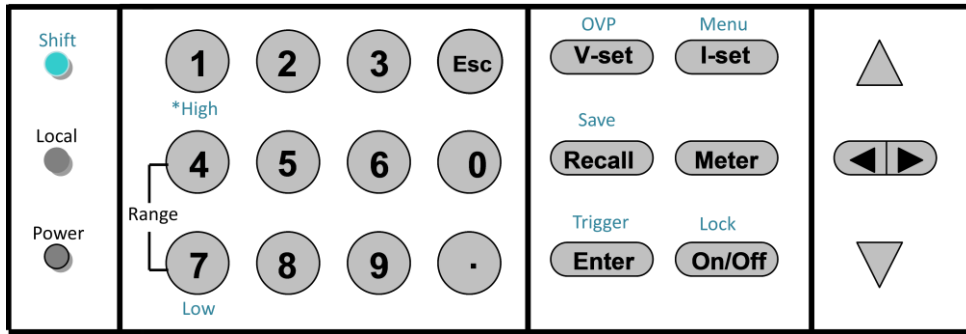 Shift
Local
Power
1 2 3 Esc
*High
4 5 6 0
Range
7 8 9 .
Low
OVP Menu
V-set I-set
Save
Recall Meter
Trigger Lock
Enter On/Off